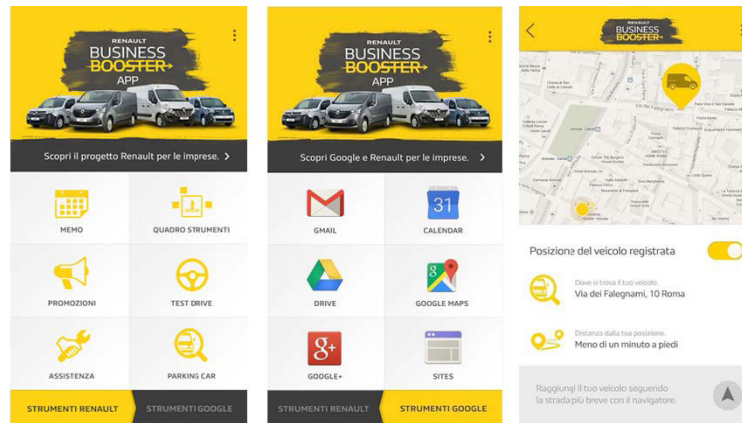 RENAULT
BUSINESS
BOOSTER
APP
Scopri il progetto Renault per le imprese. >
MEMO
QUADRO STRUMENTI
PROMOZIONI
TEST DRIVE
ASSISTENZA
PARKING CAR
STRUMENTI RENAULT
STRUMENTI GOOGLE
RENAULT
BUSINESS
BOOSTER
APP
Scopri Google e Renault per le imprese. >
31
GMAIL
CALENDAR
g
DRIVE
GOOGLE MAPS
g+
GOOGLE+
SITES
STRUMENTI RENAULT
STRUMENTI GOOGLE
RENAULT
BUSINESS
BOOSTER
Via dei Falegnami
Posizione del veicolo registrata
Dove si trova il tuo veicolo.
Via dei Falegnami, 10 Roma
Distanza dalla tua posizione.
Meno di un minuto a piedi
Raggiungi il tuo veicolo seguendo
la strada più breve con il navigatore.